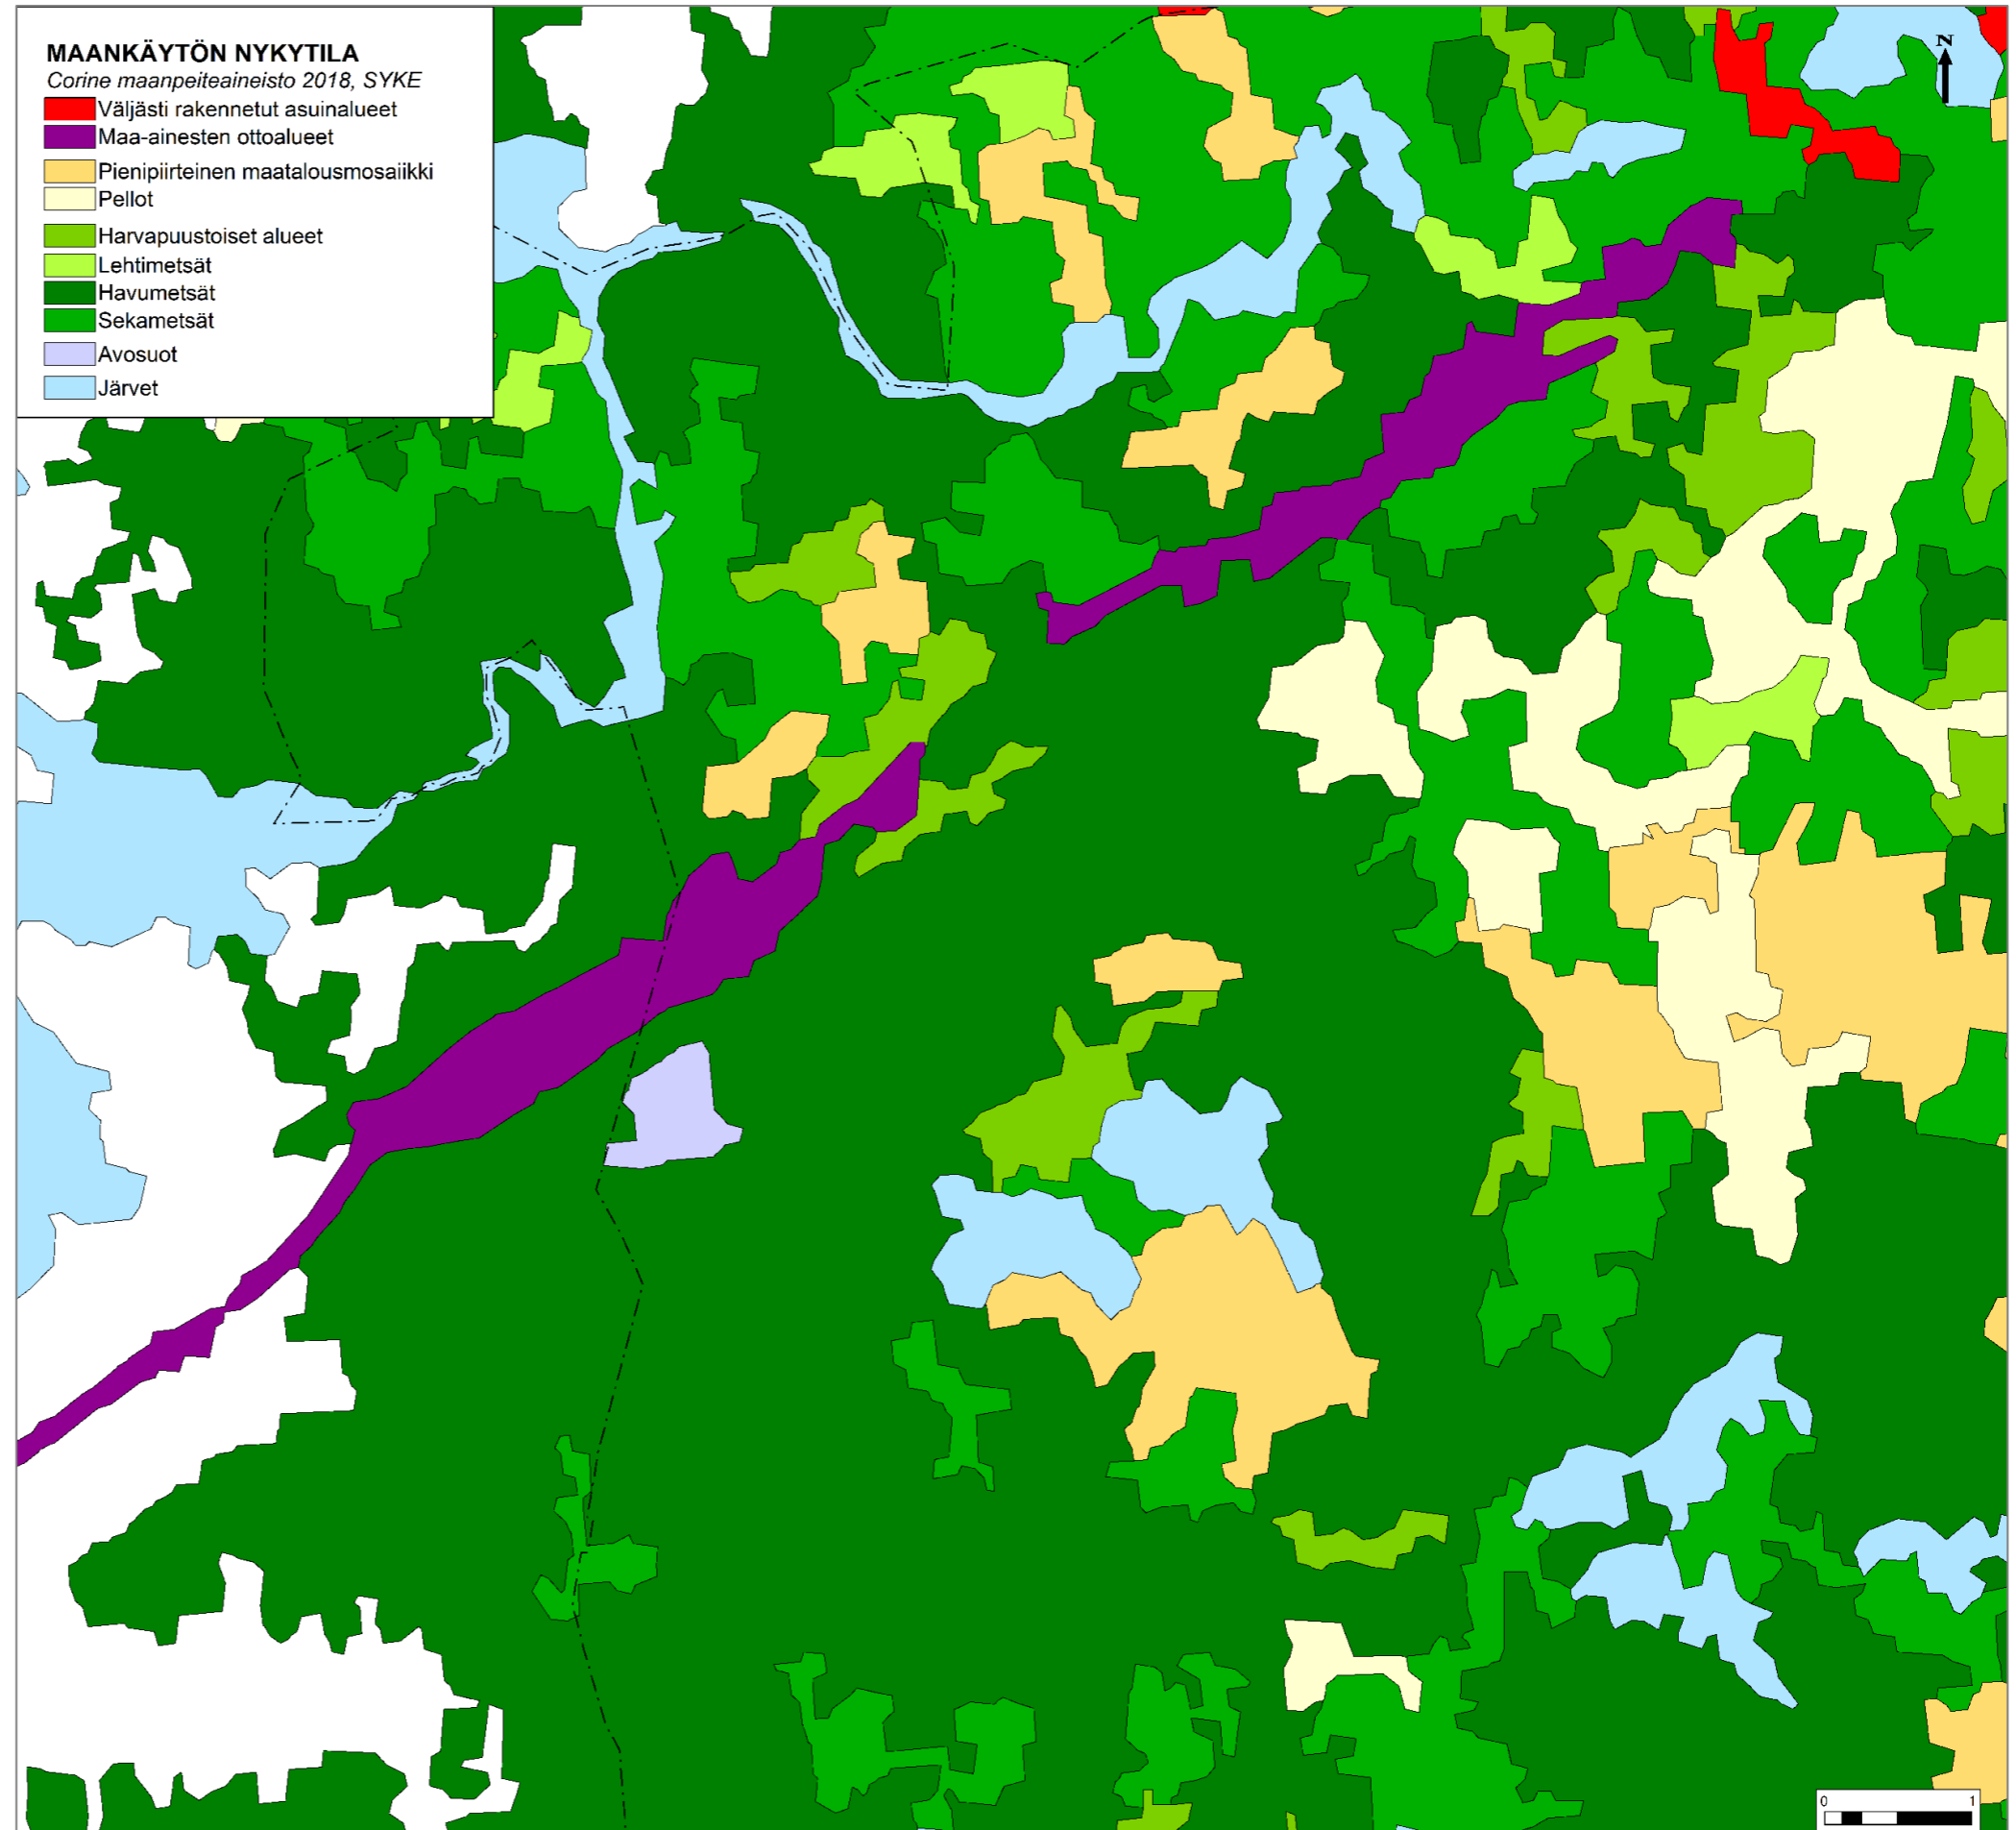 MAANKÄYTÖN NYKYTILA
Corine maanpeiteaineisto 2018, SYKE
Väljästi rakennetut asuinalueet
Maa-ainesten ottoalueet
Pienipiirteinen maatalousmosaiikki
Pellot
Harvapuustoiset alueet
Lehtimetsät
Havumetsät
Sekametsät
Avosuot
Järvet
N
0 1